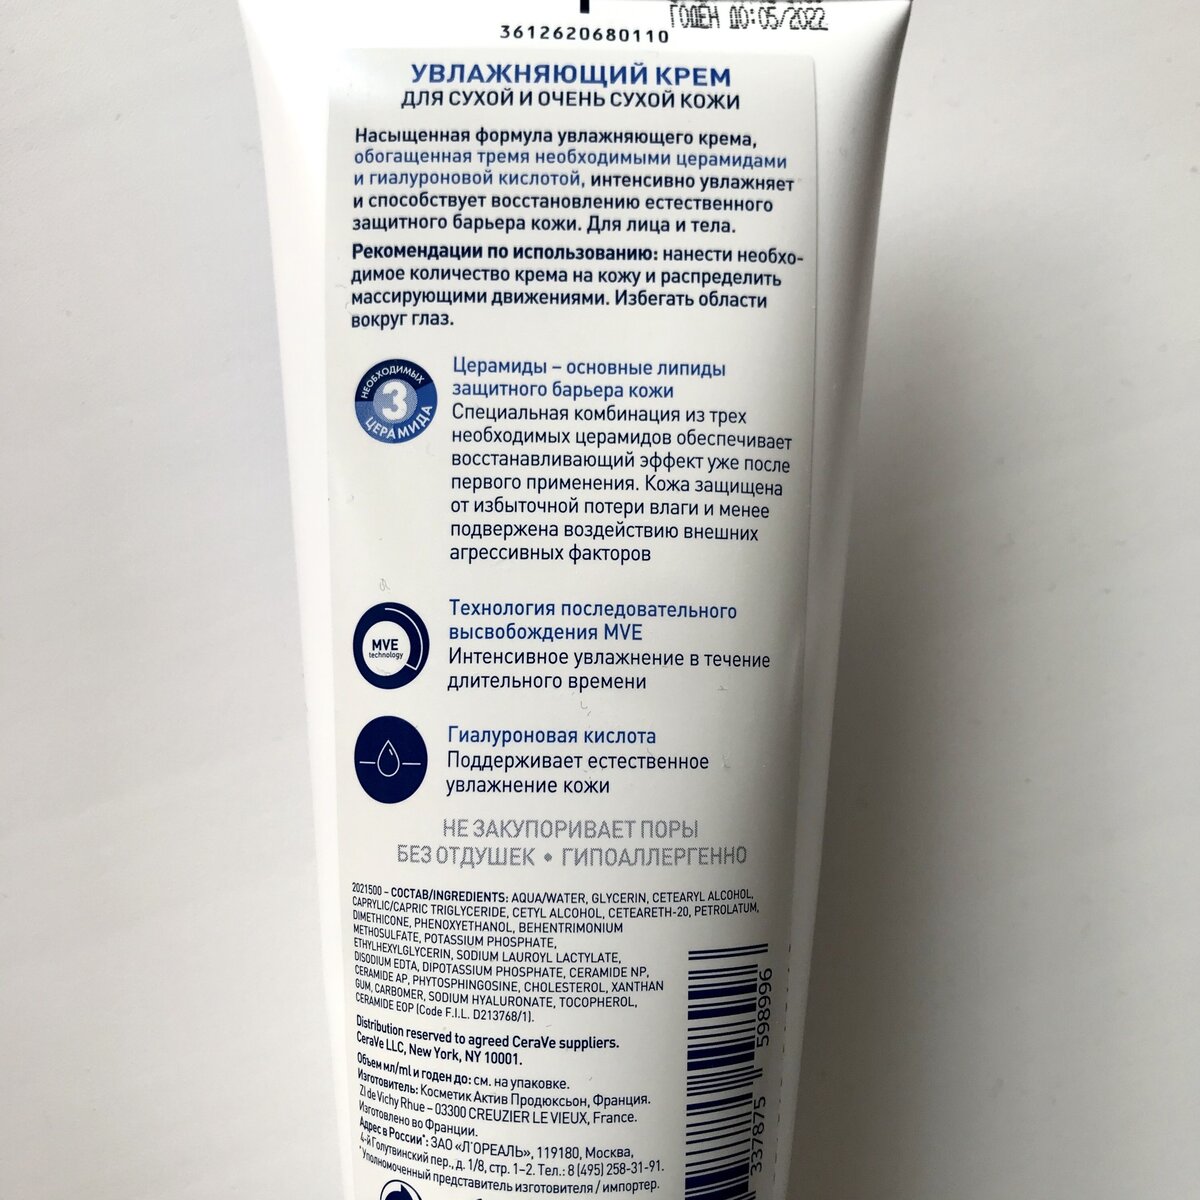 ГОДЕН ДО:05/2022
3612620680110
УВЛАЖНЯЮЩИЙ КРЕМ
ДЛЯ СУХОЙ И ОЧЕНЬ СУХОЙ КОЖИ
Насыщенная формула увлажняющего крема,
обогащенная тремя необходимыми церамидами
и гиалуроновой кислотой, интенсивно увлажняет
и способствует восстановлению естественного
защитного барьера кожи. Для лица и тела.
Рекомендации по использованию: нанести необхо-
димое количество крема на кожу и распределить
массирующими движениями. Избегать области
вокруг глаз.
НЕОБХОДИМЫХ
3
ЦЕРАМИДА
Церамиды – основные липиды
защитного барьера кожи
Специальная комбинация из трех
необходимых церамидов обеспечивает
восстанавливающий эффект уже после
первого применения. Кожа защищена
от избыточной потери влаги и менее
подвержена воздействию внешних
агрессивных факторов
MVE
technology
Технология последовательного
высвобождения MVE
Интенсивное увлажнение в течение
длительного времени
Гиалуроновая кислота
Поддерживает естественное
увлажнение кожи
НЕ ЗАКУПОРИВАЕТ ПОРЫ
БЕЗ ОТДУШЕК • ГИПОАЛЛЕРГЕННО
2021500 – СОСТАВ/INGREDIENTS: AQUA/WATER, GLYCERIN, CETEARYL ALCOHOL,
CAPRYLIC/CAPRIC TRIGLYCERIDE, CETYL ALCOHOL, CETEARETH-20, PETROLATUM,
DIMETHICONE, PHENOXYETHANOL, BEHENTRIMONIUM
METHOSULFATE, POTASSIUM PHOSPHATE,
ETHYLHEXYLGLYCERIN, SODIUM LAUROYL LACTYLATE,
DISODIUM EDTA, DIPOTASSIUM PHOSPHATE, CERAMIDE NP,
CERAMIDE AP, PHYTOSPHINGOSINE, CHOLESTEROL, XANTHAN
GUM, CARBOMER, SODIUM HYALURONATE, TOCOPHEROL,
CERAMIDE EOP (Code F.I.L. D213768/1).
Distribution reserved to agreed CeraVe suppliers.
CeraVe LLC, New York, NY 10001.
Объем мл/ml и годен до: см. на упаковке.
Изготовитель: Косметик Актив Продюксьон, Франция.
ZI de Vichy Rhue – 03300 CREUZIER LE VIEUX, France.
Изготовлено во Франции.
Адрес в России*: ЗАО «Л'ОРЕАЛЬ», 119180, Москва,
4-й Голутвинский пер., д. 1/8, стр. 1–2. Тел.: 8 (495) 258-31-91.
*Уполномоченный представитель изготовителя / импортер.
337875 598996